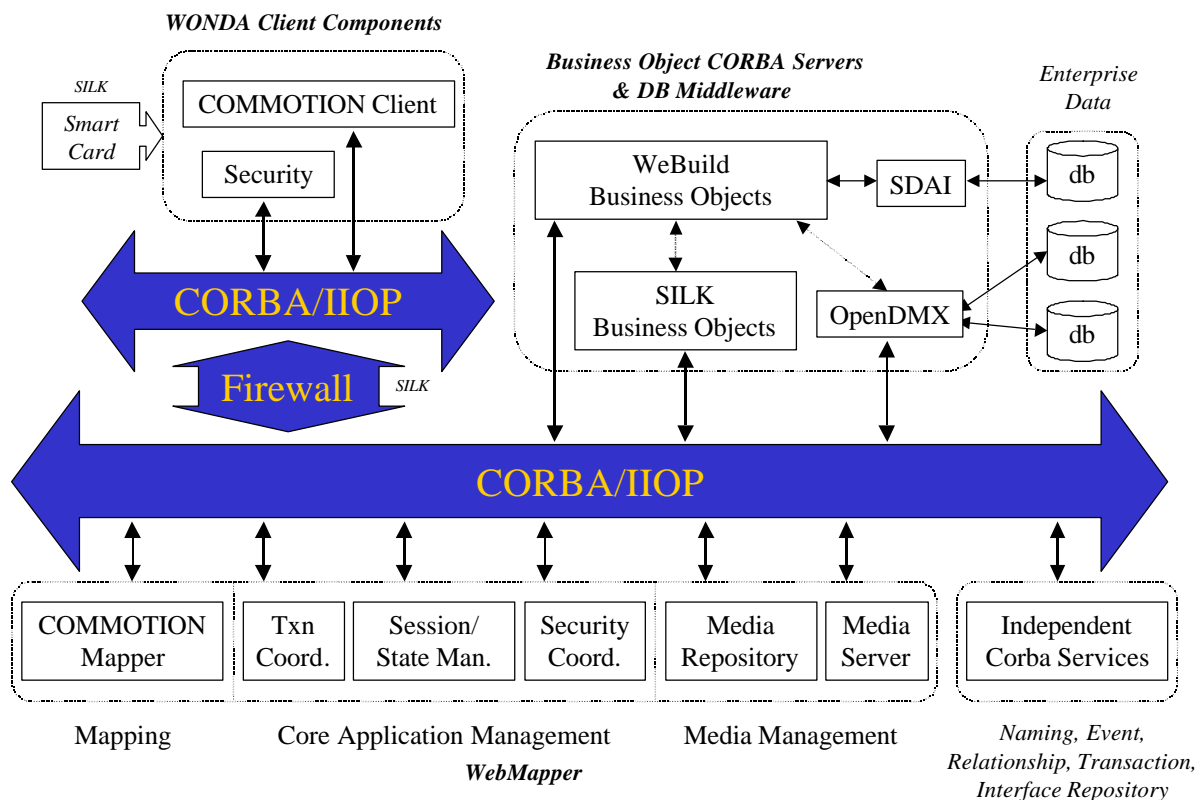 WONDA Client Components
SILK
Smart
Card
COMMOTION Client
Security
Business Object CORBA Servers
& DB Middleware
Enterprise
Data
WeBuild
Business Objects
SDAI
db
db
db
SILK
Business Objects
OpenDMX
CORBA/IIOP
Firewall
SILK
CORBA/IIOP
COMMOTION
Mapper
Txn
Coord.
Session/
State Man.
Security
Coord.
Media
Repository
Media
Server
Independent
Corba Services
Mapping
Core Application Management
Media Management
WebMapper
Naming, Event,
Relationship, Transaction,
Interface Repository